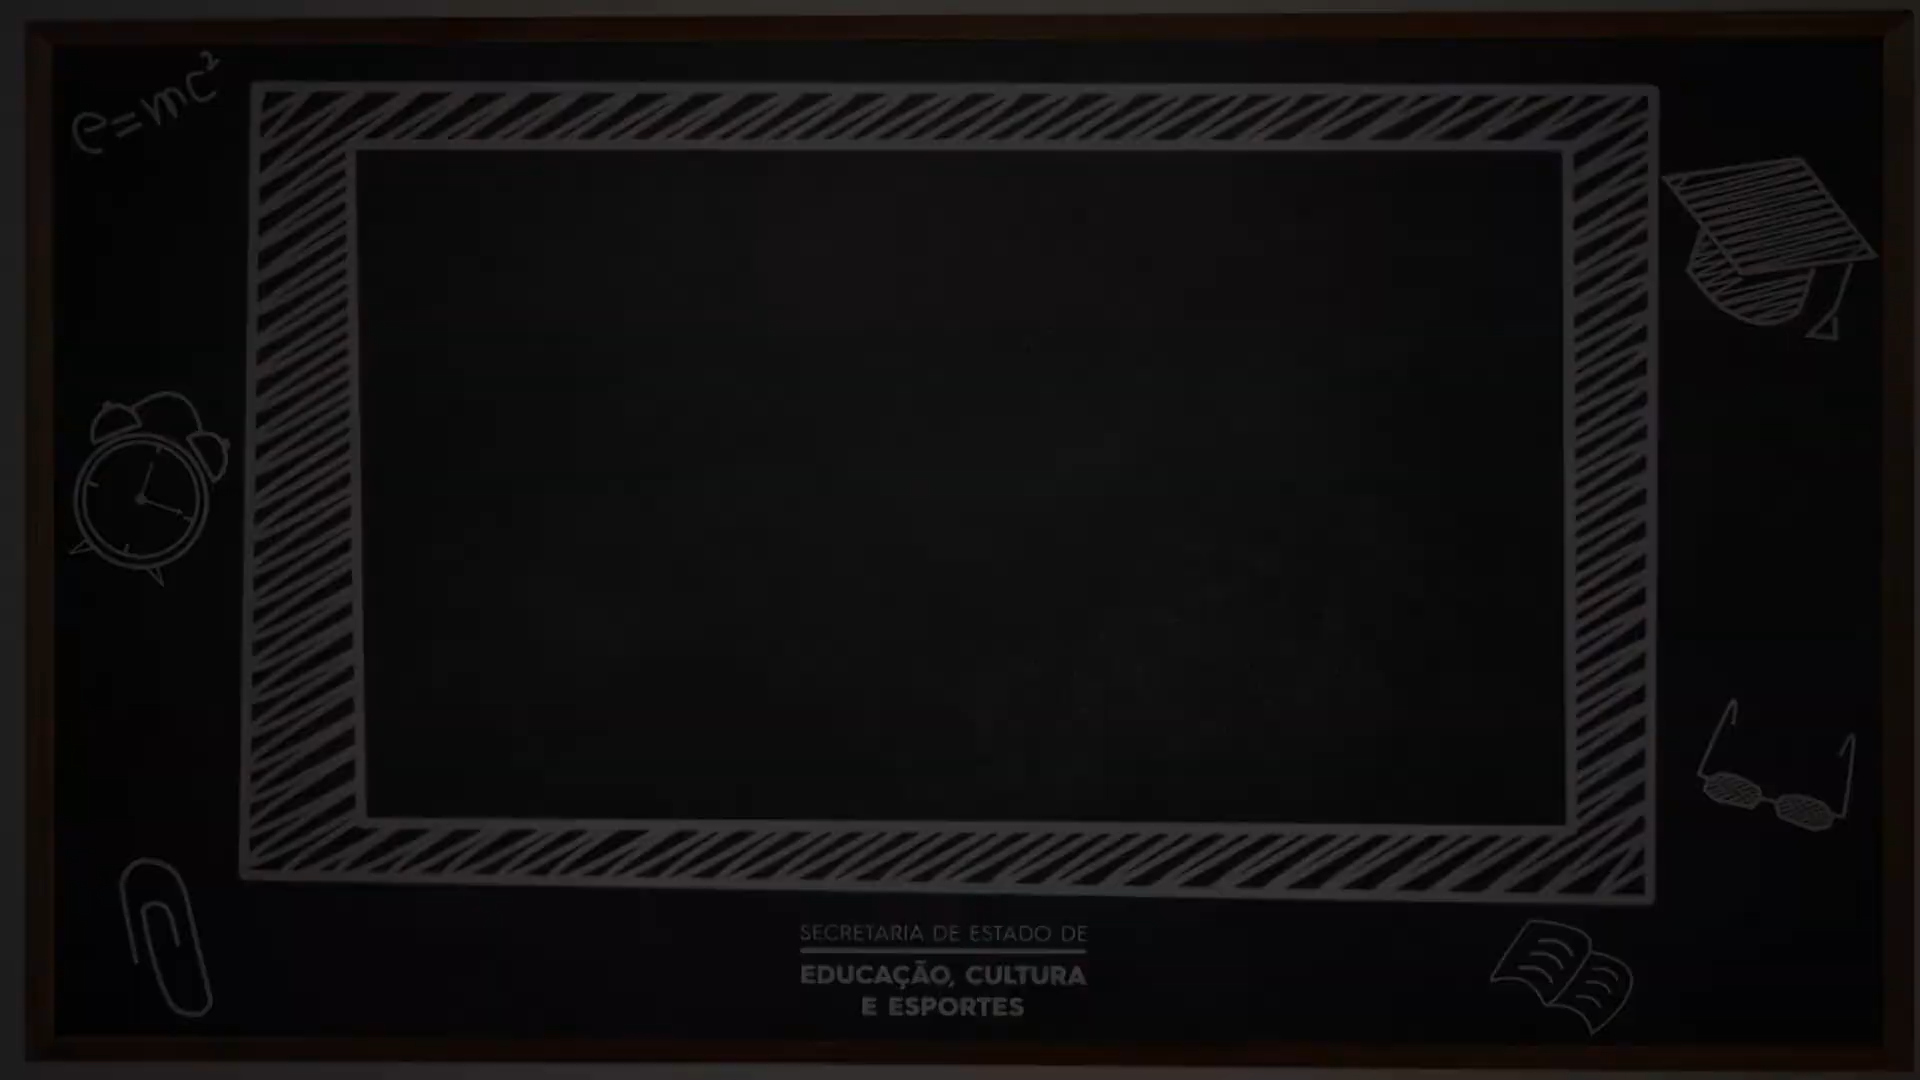 e=mc²
SECRETARIA DE ESTADO DE
EDUCAÇÃO, CULTURA
E ESPORTES